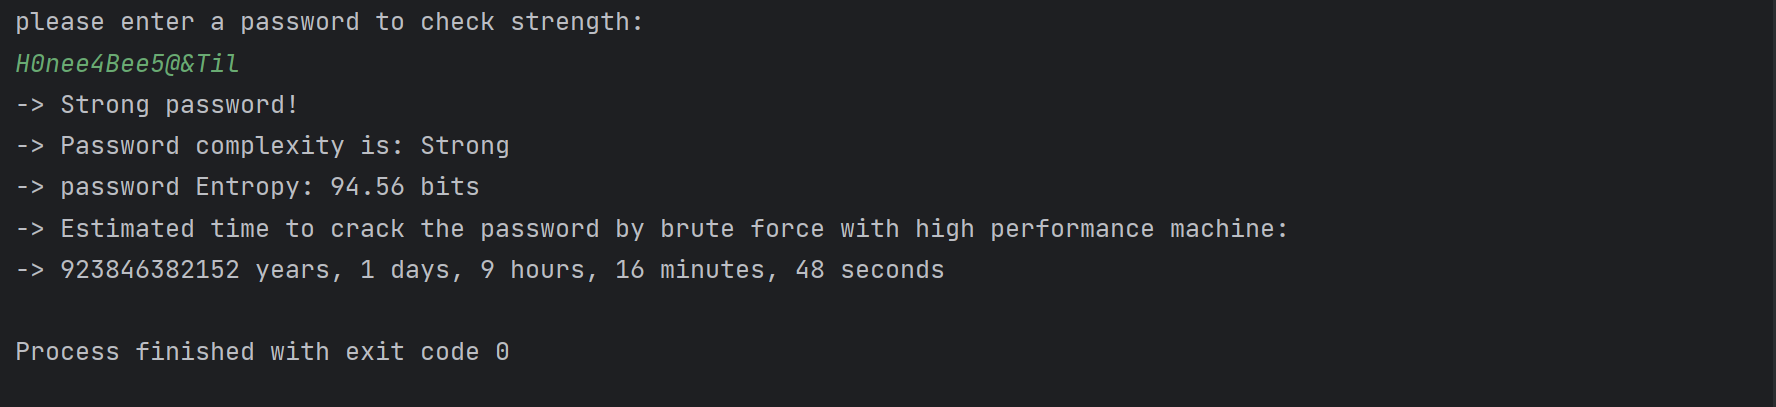 please enter a password to check strength:
H0nee4Bee5@&Til
-> Strong password!
-> Password complexity is: Strong
-> password Entropy: 94.56 bits
-> Estimated time to crack the password by brute force with high performance machine:
-> 923846382152 years, 1 days, 9 hours, 16 minutes, 48 seconds
Process finished with exit code 0